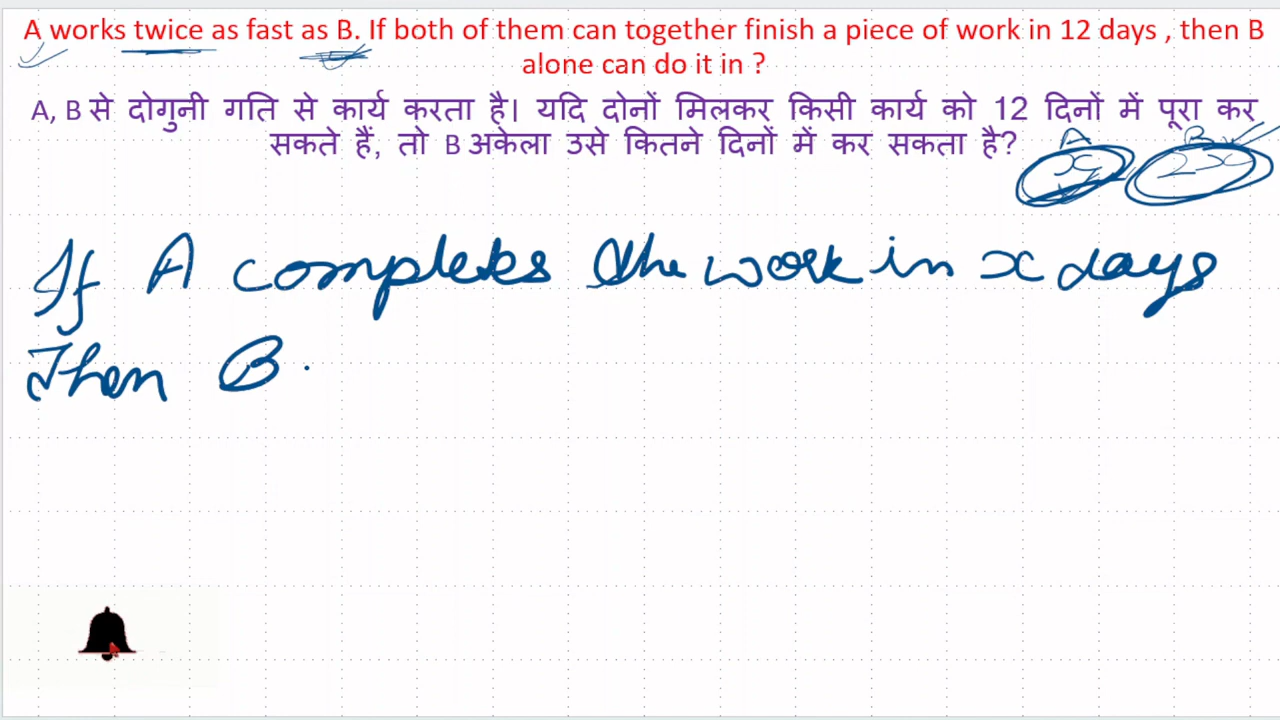 A works twice as fast as B. If both of them can together finish a piece of work in 12 days , then B
alone can do it in ?
A, B से दोगुनी गति से कार्य करता है। यदि दोनों मिलकर किसी कार्य को 12 दिनों में पूरा कर
सकते हैं, तो B अकेला उसे कितने दिनों में कर सकता है?
A B
x 2x
If A completes the work in x days
Then B